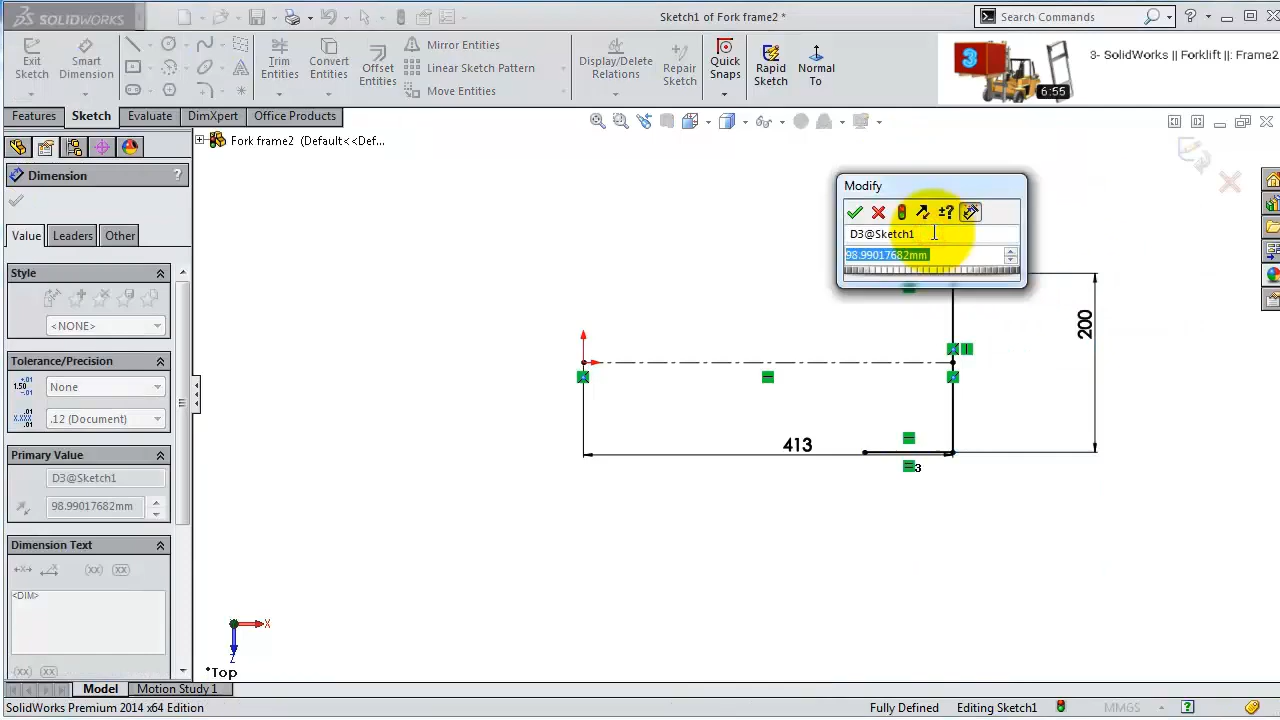 SOLIDWORKS
Sketch1 of Fork frame2 *
Search Commands
Exit
Sketch
Smart
Dimension
Trim
Entities
Convert
Entities
Offset
Entities
Mirror Entities
Linear Sketch Pattern
Move Entities
Display/Delete
Relations
Repair
Sketch
Quick
Snaps
Rapid
Sketch
Normal
To
3
6:55
3- SolidWorks || Forklift ||: Frame2
Features
Sketch
Evaluate
DimXpert
Office Products
Fork frame2 (Default<<Def...
Dimension
?
Value
Leaders
Other
Style
<NONE>
Tolerance/Precision
None
.12 (Document)
Primary Value
D3@Sketch1
98.99017682mm
Dimension Text
<DIM>
Modify
D3@Sketch1
98.99017682mm
200
413
3
X
Z
*Top
Model
Motion Study 1
SolidWorks Premium 2014 x64 Edition
Fully Defined
Editing Sketch1
MMGS